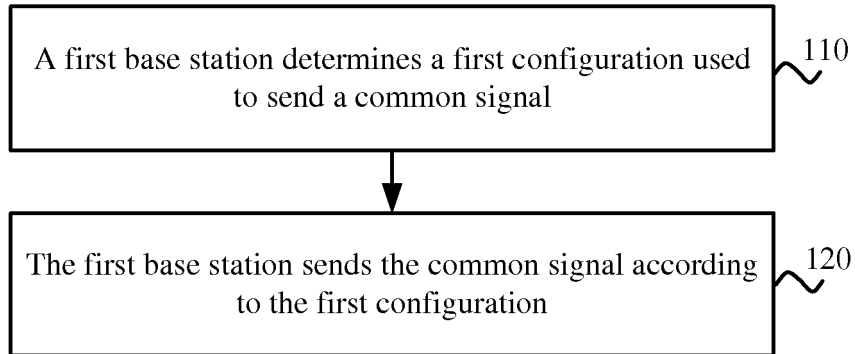 A first base station determines a first configuration used
to send a common signal
110
The first base station sends the common signal according
to the first configuration
120